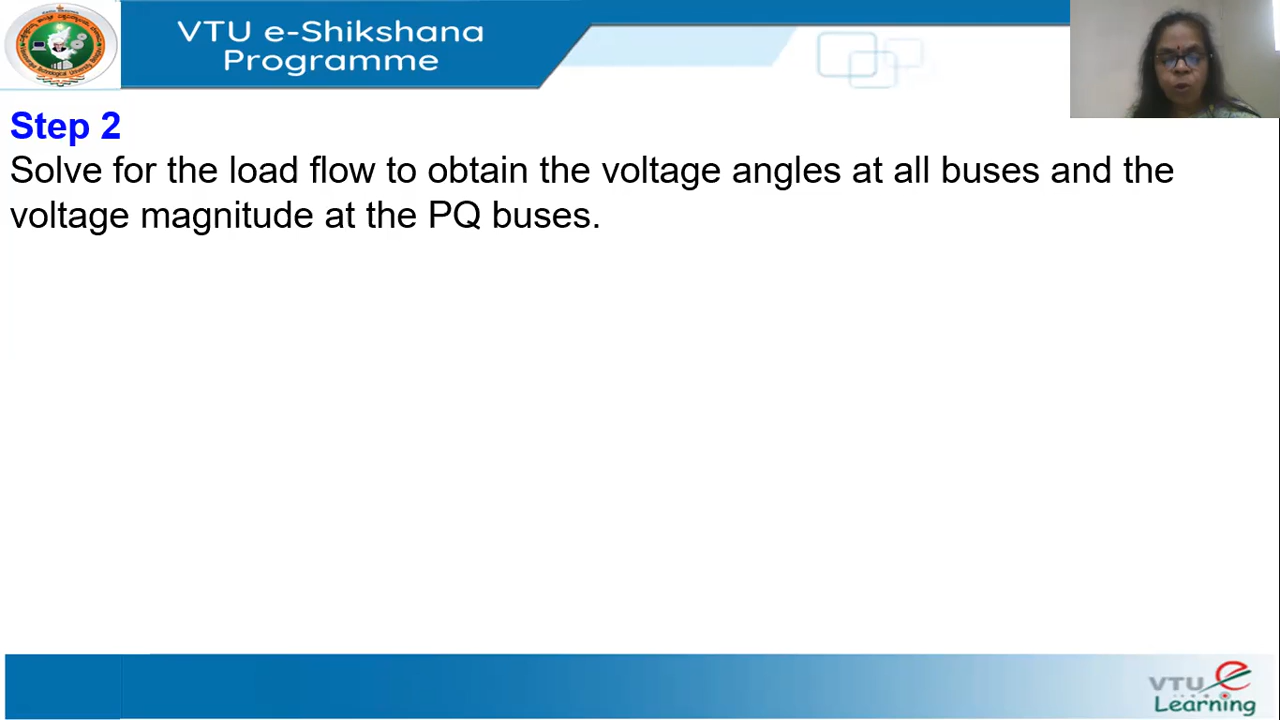 VTU e-Shikshana
Programme
Step 2
Solve for the load flow to obtain the voltage angles at all buses and the
voltage magnitude at the PQ buses.
VTU e
Learning